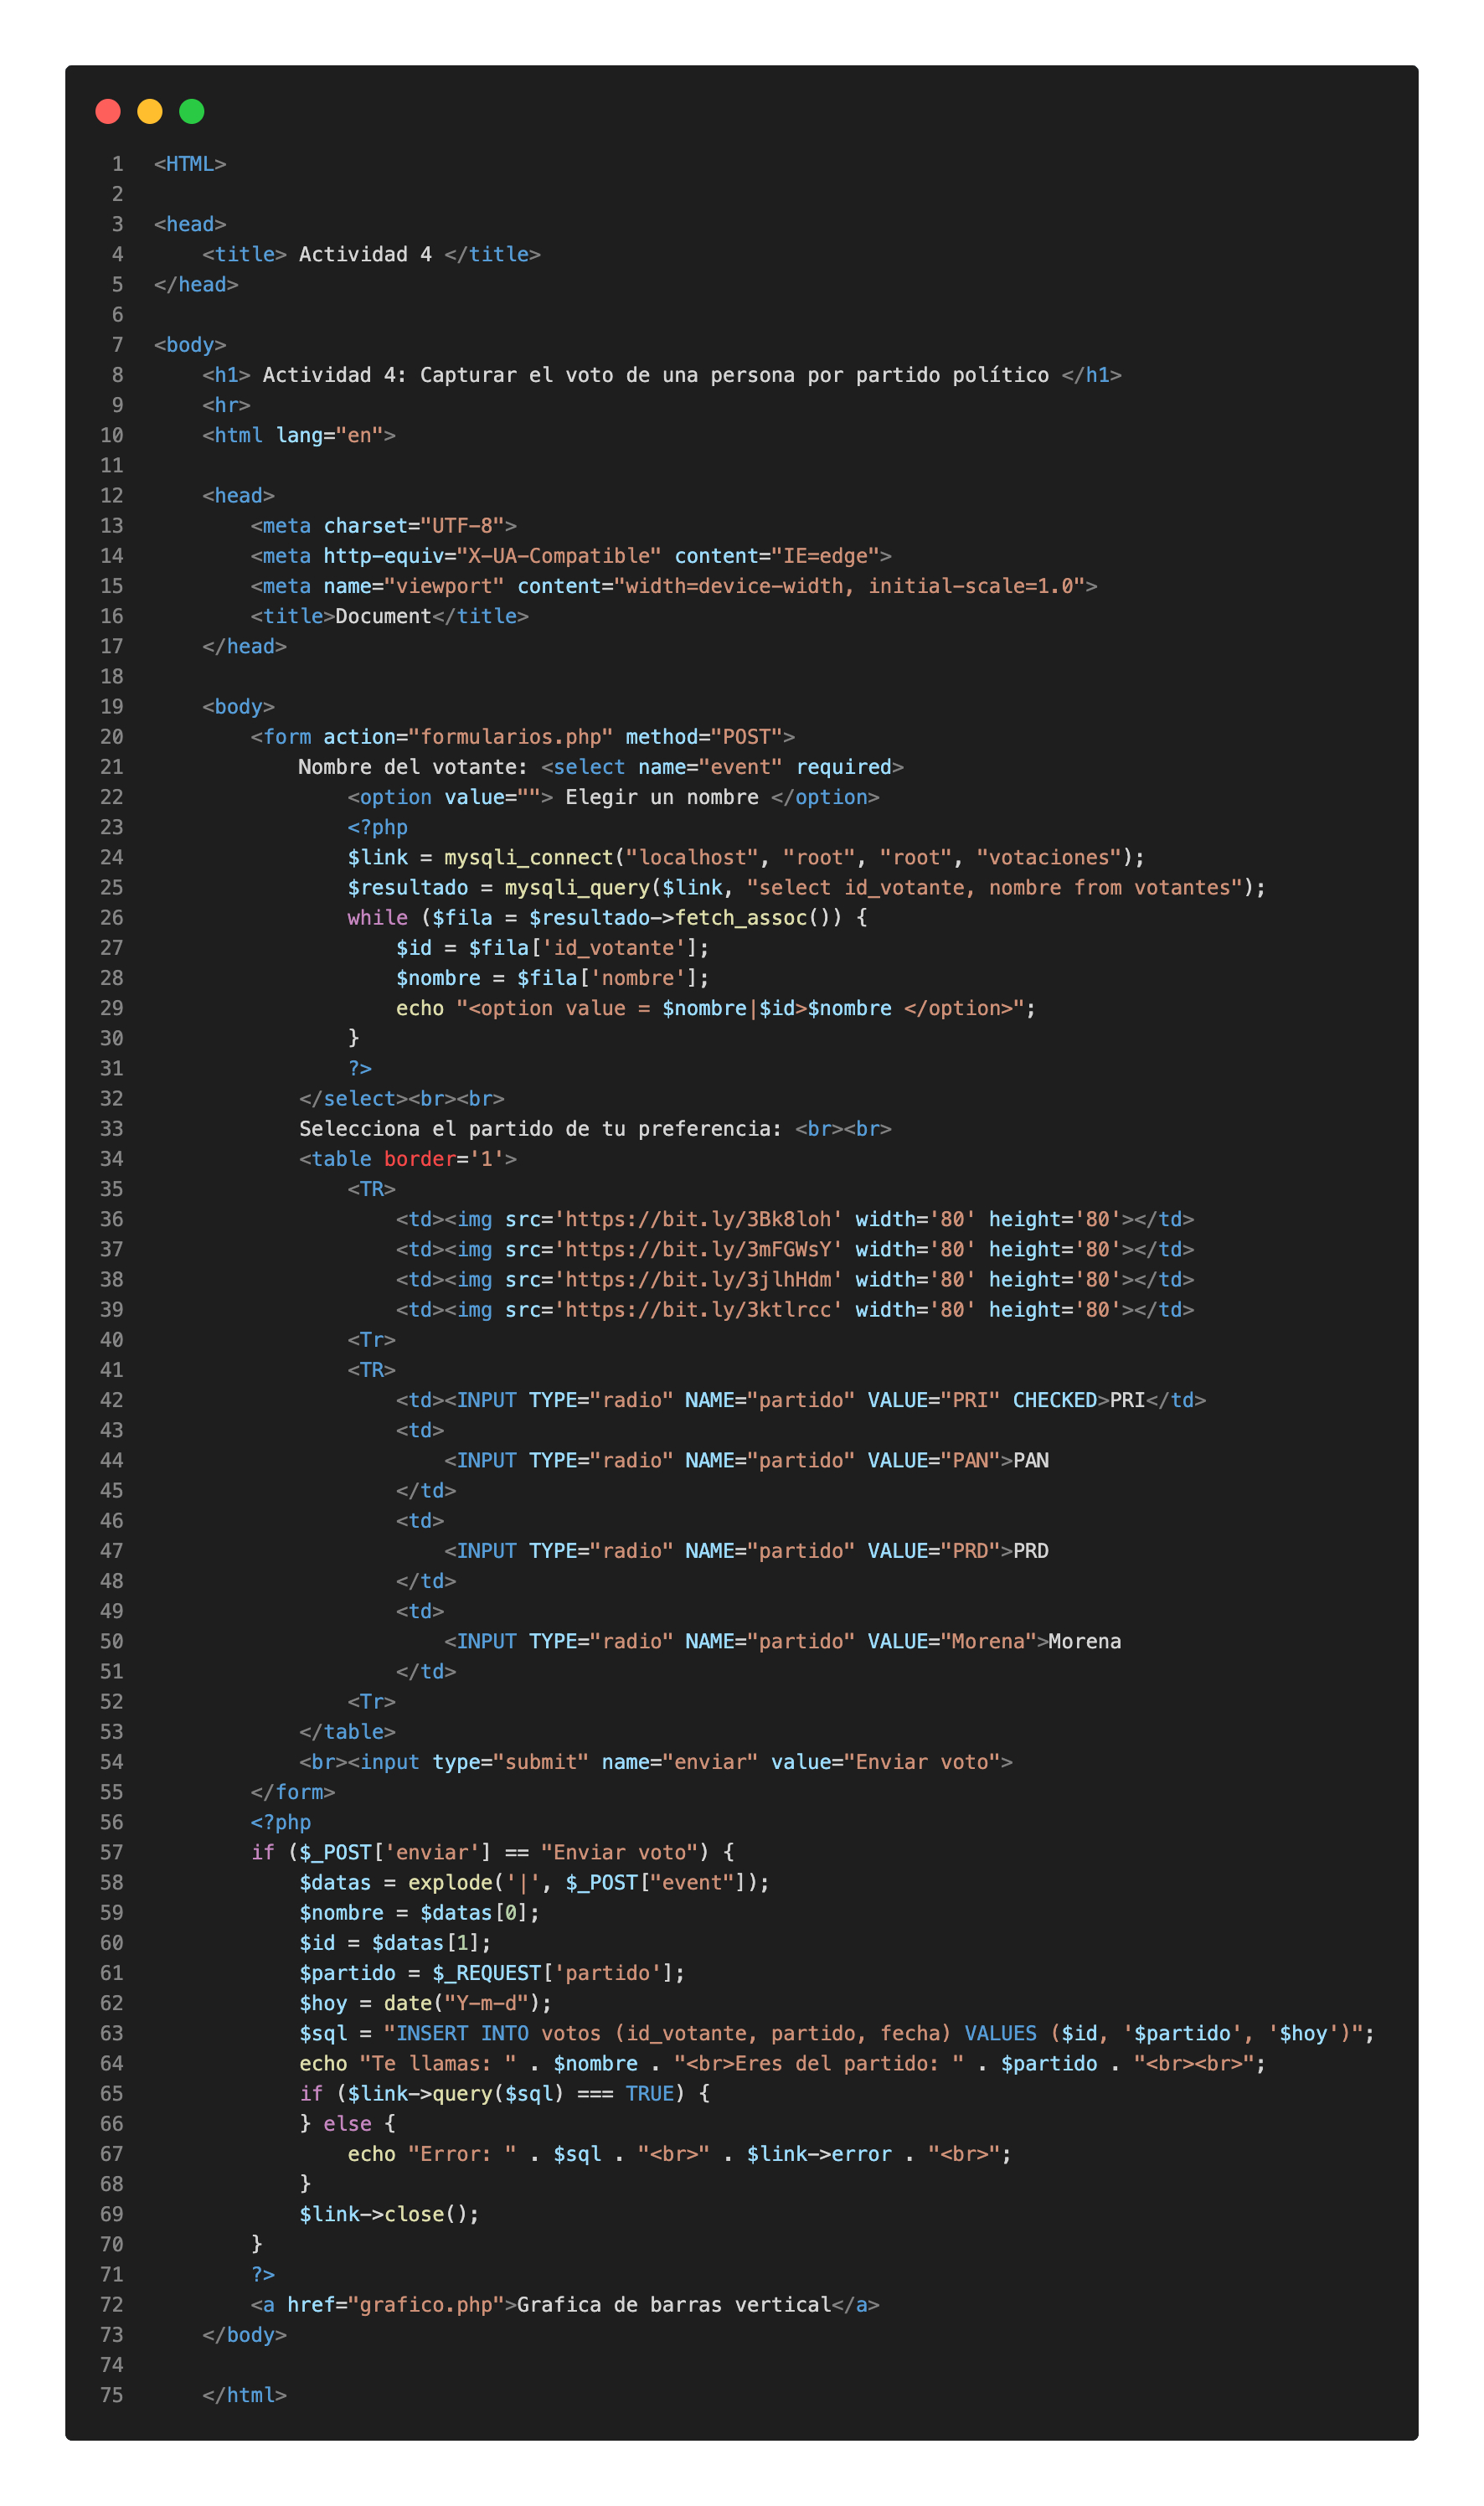 1 <HTML>
2
3 <head>
4     <title> Actividad 4 </title>
5 </head>
6
7 <body>
8     <h1> Actividad 4: Capturar el voto de una persona por partido político </h1>
9     <hr>
10     <html lang="en">
11
12     <head>
13         <meta charset="UTF-8">
14         <meta http-equiv="X-UA-Compatible" content="IE=edge">
15         <meta name="viewport" content="width=device-width, initial-scale=1.0">
16         <title>Document</title>
17     </head>
18
19     <body>
20         <form action="formularios.php" method="POST">
21             Nombre del votante: <select name="event" required>
22                 <option value=""> Elegir un nombre </option>
23                 <?php
24                 $link = mysqli_connect("localhost", "root", "root", "votaciones");
25                 $resultado = mysqli_query($link, "select id_votante, nombre from votantes");
26                 while ($fila = $resultado->fetch_assoc()) {
27                     $id = $fila['id_votante'];
28                     $nombre = $fila['nombre'];
29                     echo "<option value = $nombre|$id>$nombre </option>";
30                 }
31                 ?>
32             </select><br><br>
33             Selecciona el partido de tu preferencia: <br><br>
34             <table border='1'>
35                 <TR>
36                     <td><img src='https://bit.ly/3Bk8loh' width='80' height='80'></td>
37                     <td><img src='https://bit.ly/3mFGWsY' width='80' height='80'></td>
38                     <td><img src='https://bit.ly/3jlhHdm' width='80' height='80'></td>
39                     <td><img src='https://bit.ly/3ktlrcc' width='80' height='80'></td>
40                 <Tr>
41                 <TR>
42                     <td><INPUT TYPE="radio" NAME="partido" VALUE="PRI" CHECKED>PRI</td>
43                     <td>
44                         <INPUT TYPE="radio" NAME="partido" VALUE="PAN">PAN
45                     </td>
46                     <td>
47                         <INPUT TYPE="radio" NAME="partido" VALUE="PRD">PRD
48                     </td>
49                     <td>
50                         <INPUT TYPE="radio" NAME="partido" VALUE="Morena">Morena
51                     </td>
52                 <Tr>
53             </table>
54             <br><input type="submit" name="enviar" value="Enviar voto">
55         </form>
56         <?php
57         if ($_POST['enviar'] == "Enviar voto") {
58             $datas = explode('|', $_POST["event"]);
59             $nombre = $datas[0];
60             $id = $datas[1];
61             $partido = $_REQUEST['partido'];
62             $hoy = date("Y-m-d");
63             $sql = "INSERT INTO votos (id_votante, partido, fecha) VALUES ($id, '$partido', '$hoy')";
64             echo "Te llamas: " . $nombre . "<br>Eres del partido: " . $partido . "<br><br>";
65             if ($link->query($sql) === TRUE) {
66             } else {
67                 echo "Error: " . $sql . "<br>" . $link->error . "<br>";
68             }
69             $link->close();
70         }
71         ?>
72         <a href="grafico.php">Grafica de barras vertical</a>
73     </body>
74
75     </html>